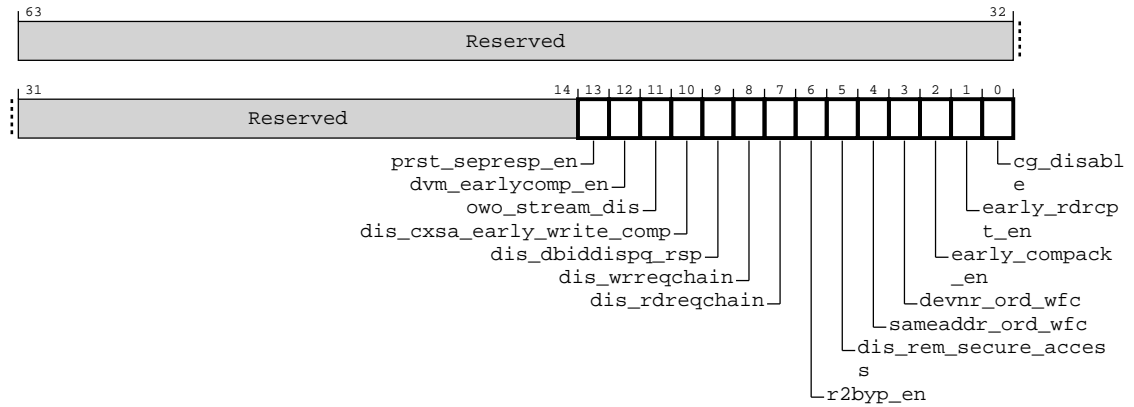 63 32
Reserved
31 14 13 12 11 10 9 8 7 6 5 4 3 2 1 0
Reserved
prst_sepresp_en
cg_disabl
e
dvm_earlycomp_en
owo_stream_dis
early_rdrcp
t_en
dis_cxsa_early_write_comp
dis_dbiddispq_rsp
early_compack
_en
dis_wrreqchain
dis_rdreqchain
devnr_ord_wfc
sameaddr_ord_wfc
dis_rem_secure_acces
s
r2byp_en